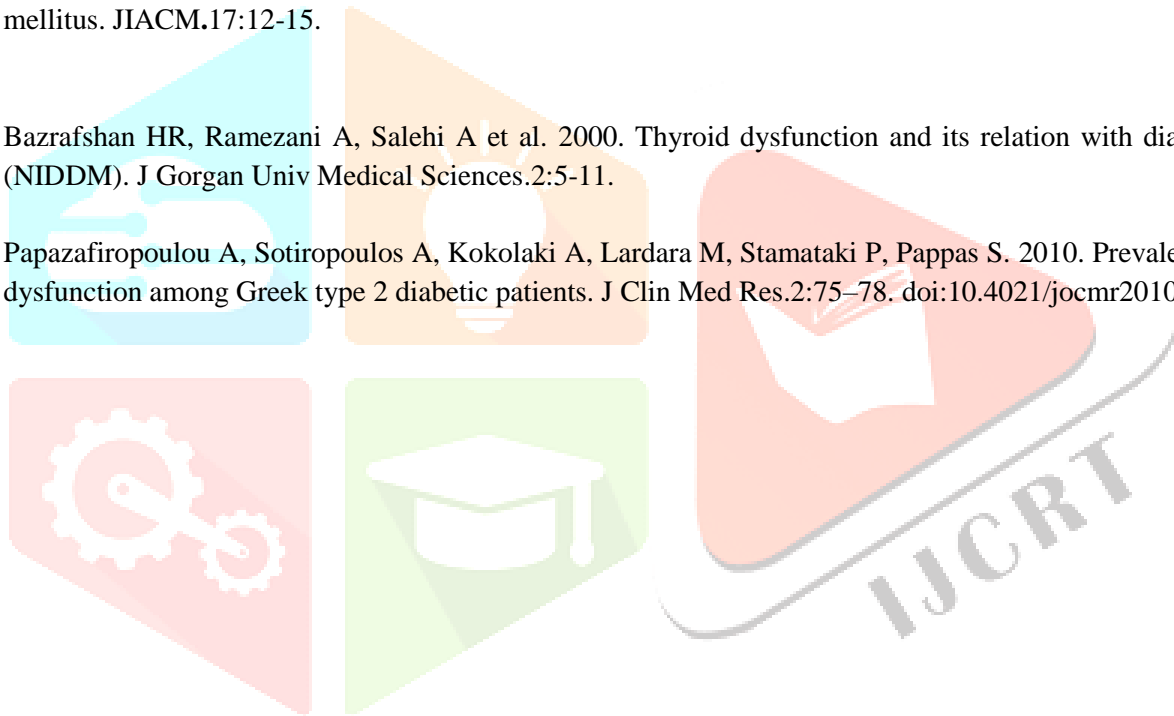 mellitus. JIACM.17:12-15.
Bazrafshan HR, Ramezani A, Salehi A et al. 2000. Thyroid dysfunction and its relation with dia
(NIDDM). J Gorgan Univ Medical Sciences.2:5-11.
Papazafiropoulou A, Sotiropoulos A, Kokolaki A, Lardara M, Stamataki P, Pappas S. 2010. Prevale
dysfunction among Greek type 2 diabetic patients. J Clin Med Res.2:75–78. doi:10.4021/jocmr2010
IJCRT